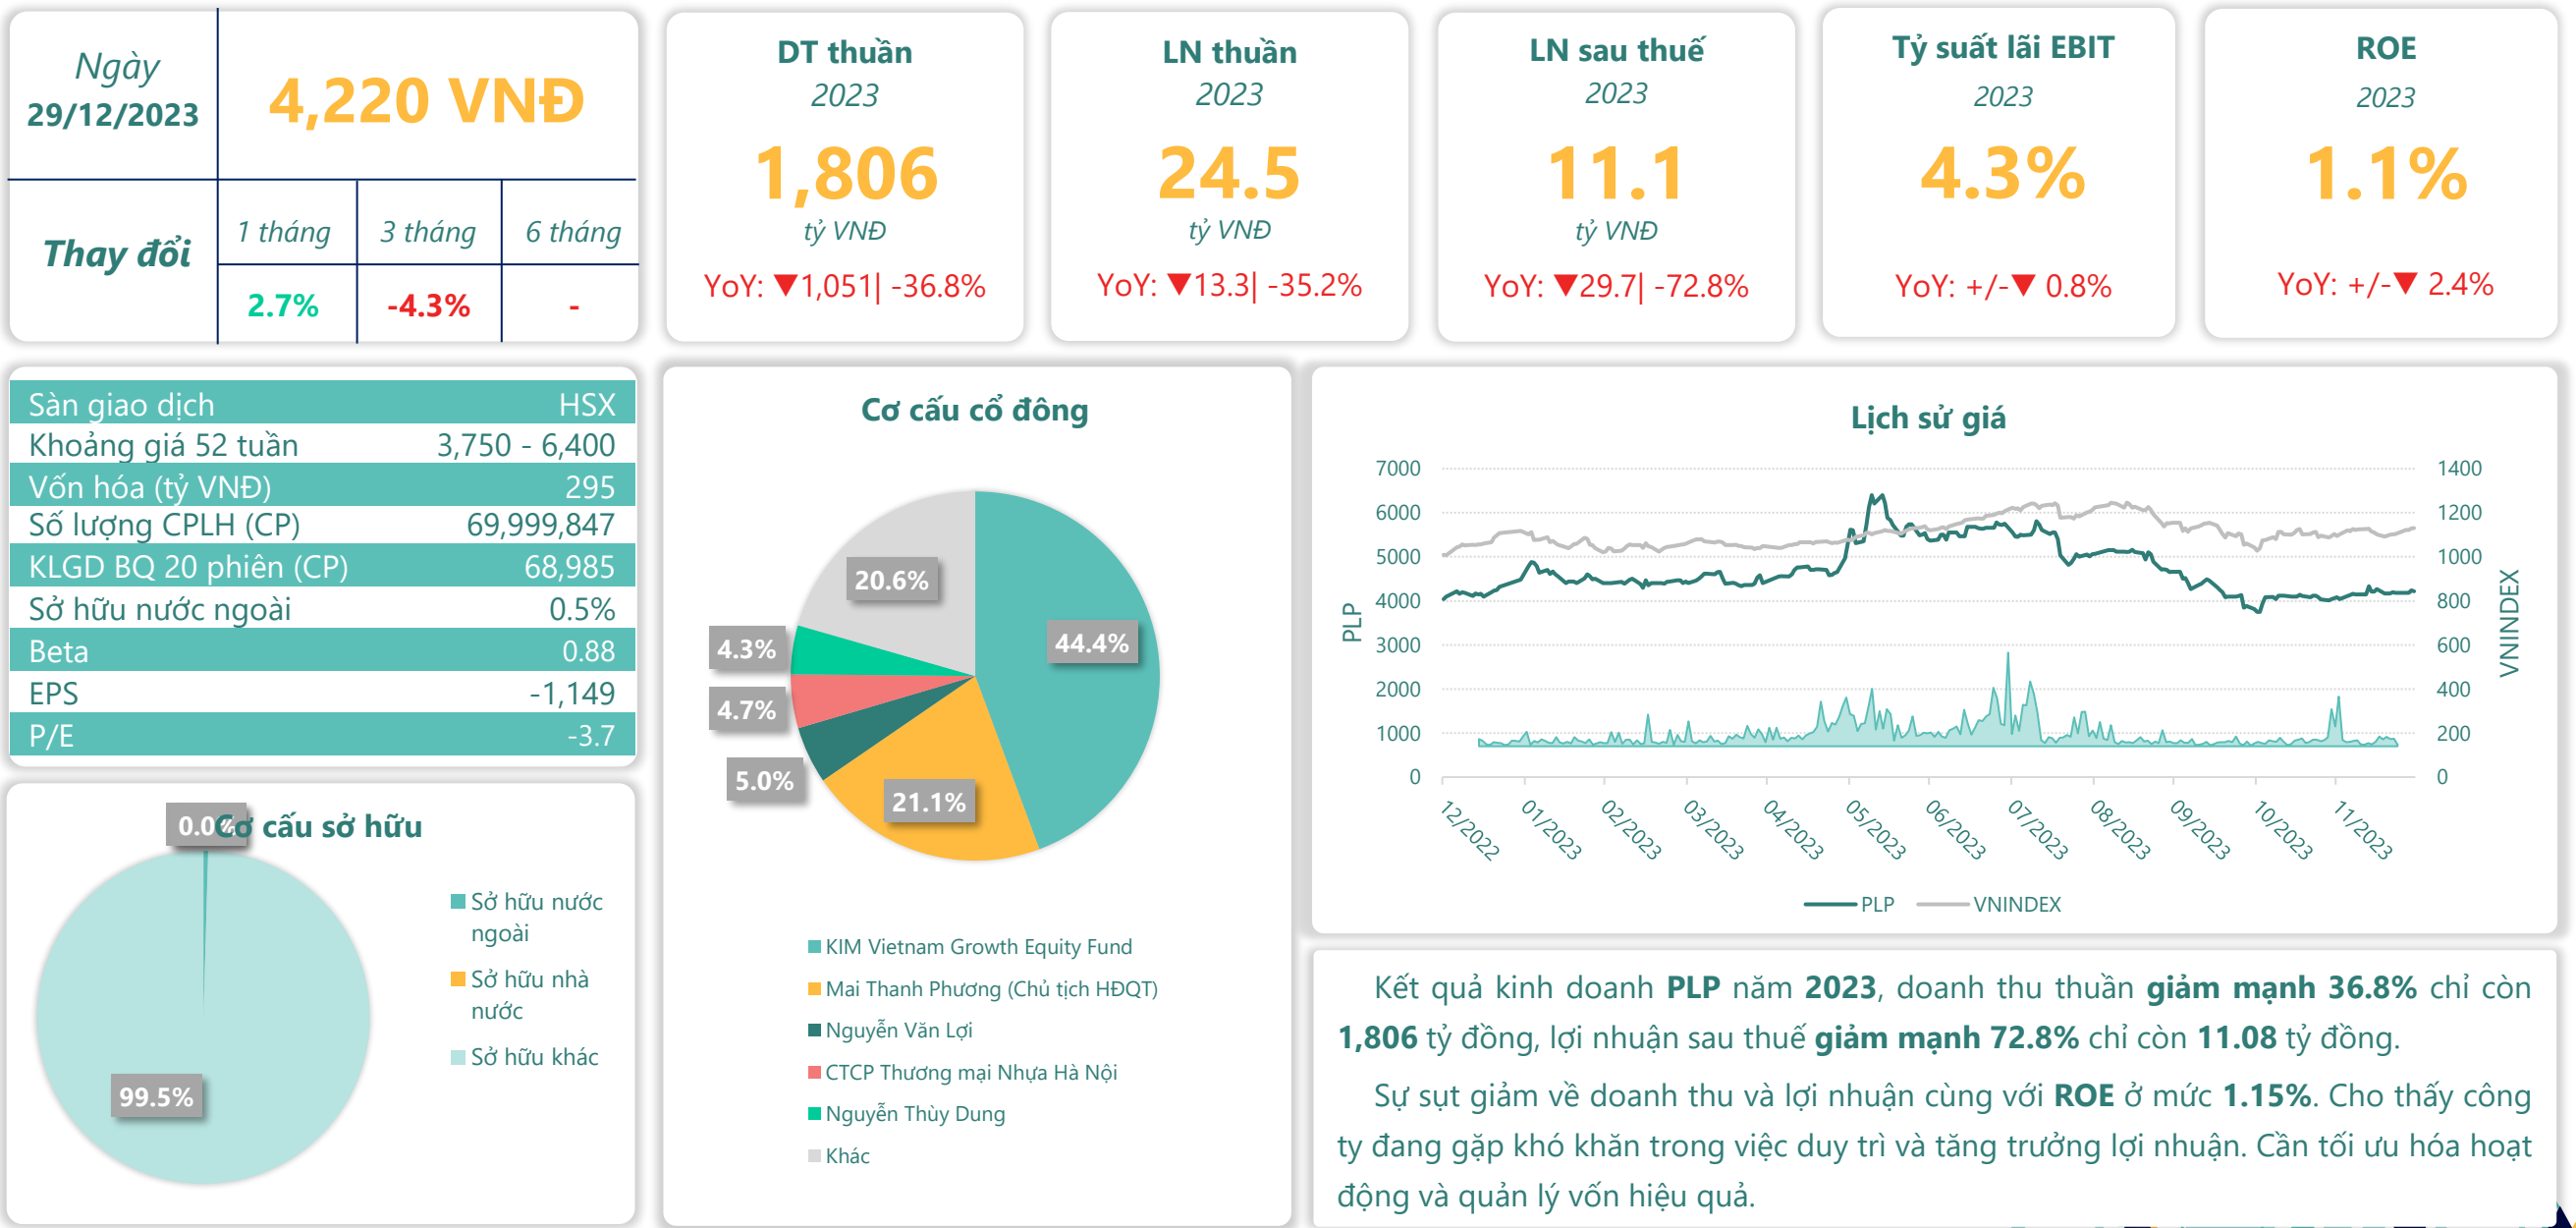 Ngày
29/12/2023
4,220 VNĐ
Thay đổi
1 tháng 3 tháng 6 tháng
2.7% -4.3% -
DT thuần
2023
1,806
tỷ VNĐ
YoY: ▼1,051| -36.8%
LN thuần
2023
24.5
tỷ VNĐ
YoY: ▼13.3| -35.2%
LN sau thuế
2023
11.1
tỷ VNĐ
YoY: ▼29.7| -72.8%
Tỷ suất lãi EBIT
2023
4.3%
YoY: +/-▼ 0.8%
ROE
2023
1.1%
YoY: +/-▼ 2.4%
Sàn giao dịch HSX
Khoảng giá 52 tuần 3,750 - 6,400
Vốn hóa (tỷ VNĐ) 295
Số lượng CPLH (CP) 69,999,847
KLGD BQ 20 phiên (CP) 68,985
Sở hữu nước ngoài 0.5%
Beta 0.88
EPS -1,149
P/E -3.7
Cơ cấu sở hữu
0.0%
99.5%
Sở hữu nước
ngoài
Sở hữu nhà
nước
Sở hữu khác
Cơ cấu cổ đông
20.6%
44.4%
4.3%
4.7%
5.0%
21.1%
KIM Vietnam Growth Equity Fund
Mai Thanh Phương (Chủ tịch HĐQT)
Nguyễn Văn Lợi
CTCP Thương mại Nhựa Hà Nội
Nguyễn Thùy Dung
Khác
Lịch sử giá
7000 1400
6000 1200
5000 1000
4000 800
3000 600
2000 400
1000 200
0 0
PLP
VNINDEX
12/2022 01/2023 02/2023 03/2023 04/2023 05/2023 06/2023 07/2023 08/2023 09/2023 10/2023 11/2023
PLP VNINDEX
Kết quả kinh doanh PLP năm 2023, doanh thu thuần giảm mạnh 36.8% chỉ còn
1,806 tỷ đồng, lợi nhuận sau thuế giảm mạnh 72.8% chỉ còn 11.08 tỷ đồng.
Sự sụt giảm về doanh thu và lợi nhuận cùng với ROE ở mức 1.15%. Cho thấy công
ty đang gặp khó khăn trong việc duy trì và tăng trưởng lợi nhuận. Cần tối ưu hóa hoạt
động và quản lý vốn hiệu quả.